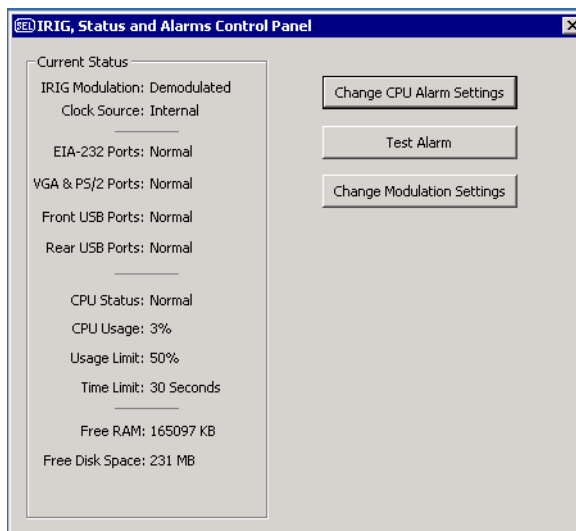 SEL IRIG, Status and Alarms Control Panel
Current Status
IRIG Modulation: Demodulated
Clock Source: Internal
EIA-232 Ports: Normal
VGA & PS/2 Ports: Normal
Front USB Ports: Normal
Rear USB Ports: Normal
CPU Status: Normal
CPU Usage: 3%
Usage Limit: 50%
Time Limit: 30 Seconds
Free RAM: 165097 KB
Free Disk Space: 231 MB
Change CPU Alarm Settings
Test Alarm
Change Modulation Settings